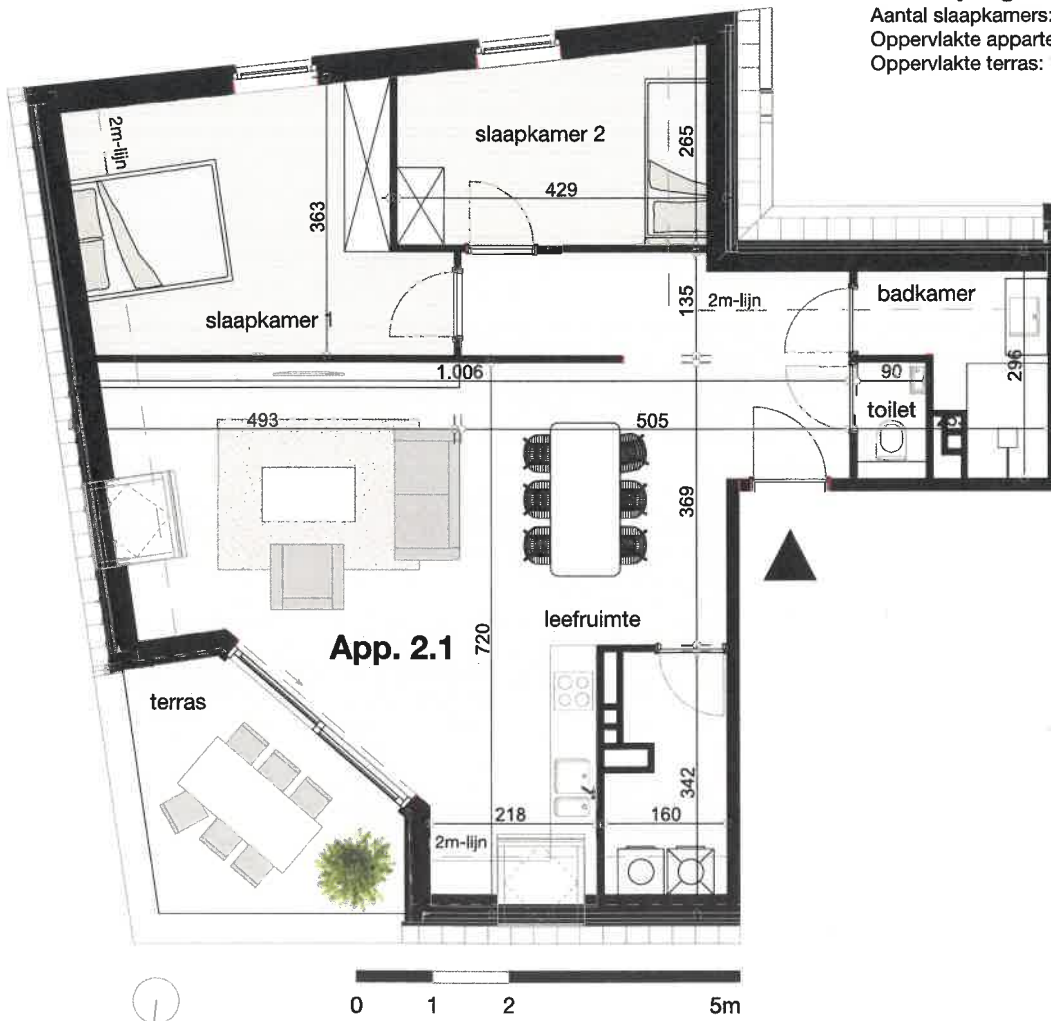 Aantal slaapkamers:
Oppervlakte apparte
Oppervlakte terras:
2m-lijn
slaapkamer 2
265
429
363
slaapkamer 1
135
2m-lijn
badkamer
296
1.006
90
493
505
toilet
369
leefruimte
App. 2.1
720
terras
342
218
160
2m-lijn
0 1 2 5m